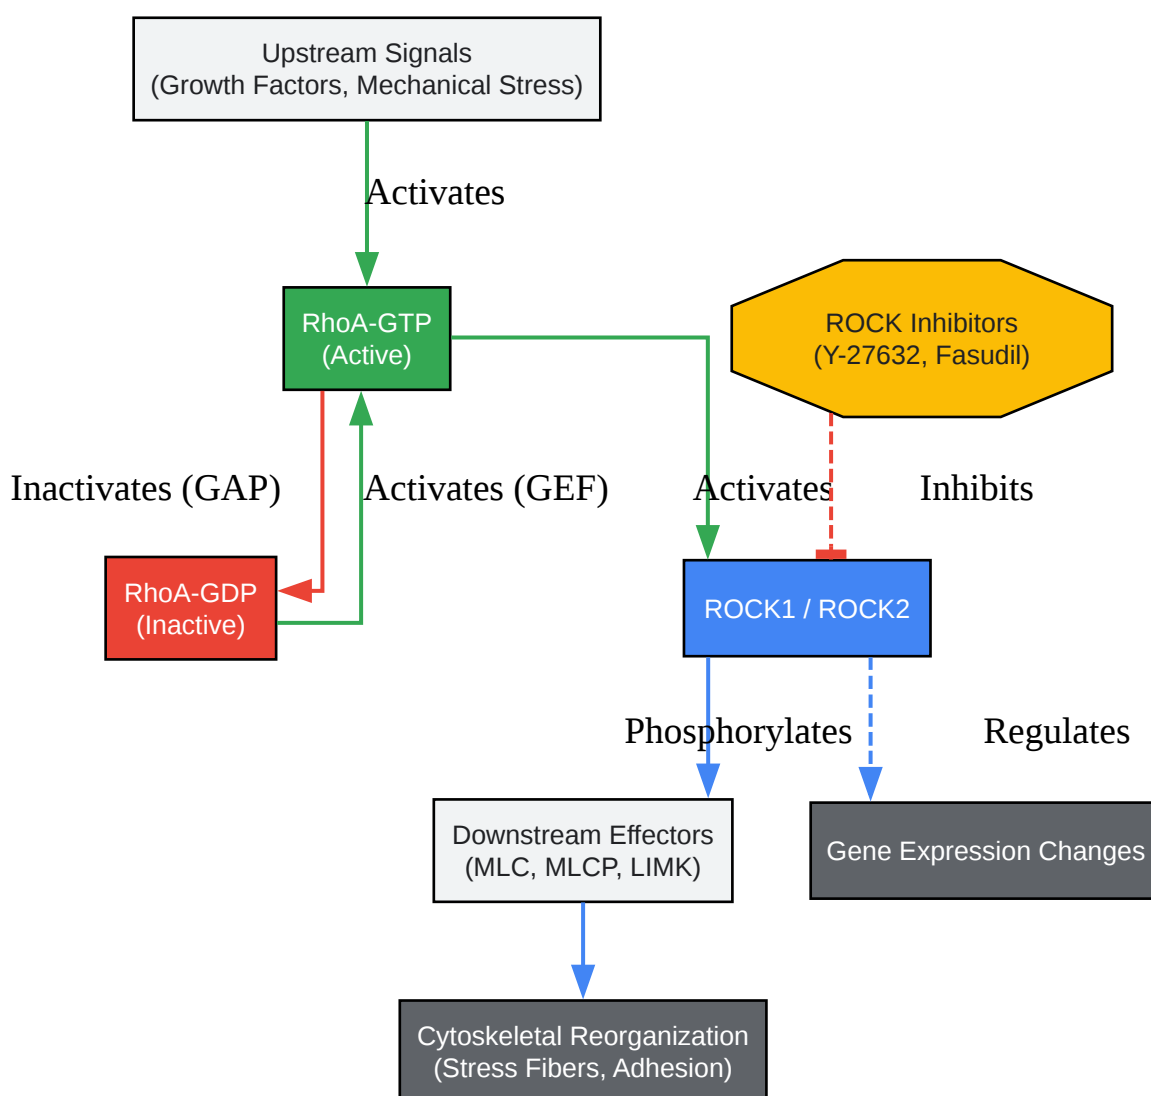 Upstream Signals
(Growth Factors, Mechanical Stress)
Activates
RhoA-GTP
(Active)
ROCK Inhibitors
(Y-27632, Fasudil)
Inactivates (GAP)
Activates (GEF)
Activates
Inhibits
RhoA-GDP
(Inactive)
ROCK1 / ROCK2
Phosphorylates
Regulates
Downstream Effectors
(MLC, MLCP, LIMK)
Gene Expression Changes
Cytoskeletal Reorganization
(Stress Fibers, Adhesion)